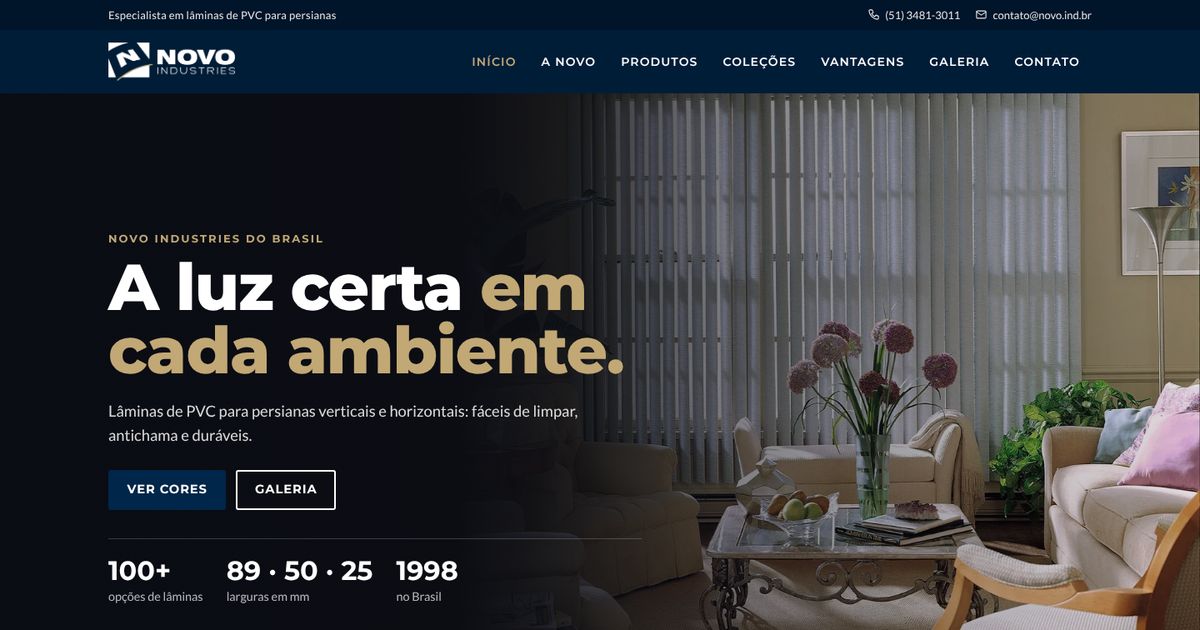 Especialista em lâminas de PVC para persianas
(51) 3481-3011
contato@novo.ind.br
NOVO
INDUSTRIES
INÍCIO
A NOVO
PRODUTOS
COLEÇÕES
VANTAGENS
GALERIA
CONTATO
NOVO INDUSTRIES DO BRASIL
A luz certa em
cada ambiente.
Lâminas de PVC para persianas verticais e horizontais: fáceis de limpar,
antichama e duráveis.
VER CORES
GALERIA
100+
opções de lâminas
89 · 50 · 25
larguras em mm
1998
no Brasil